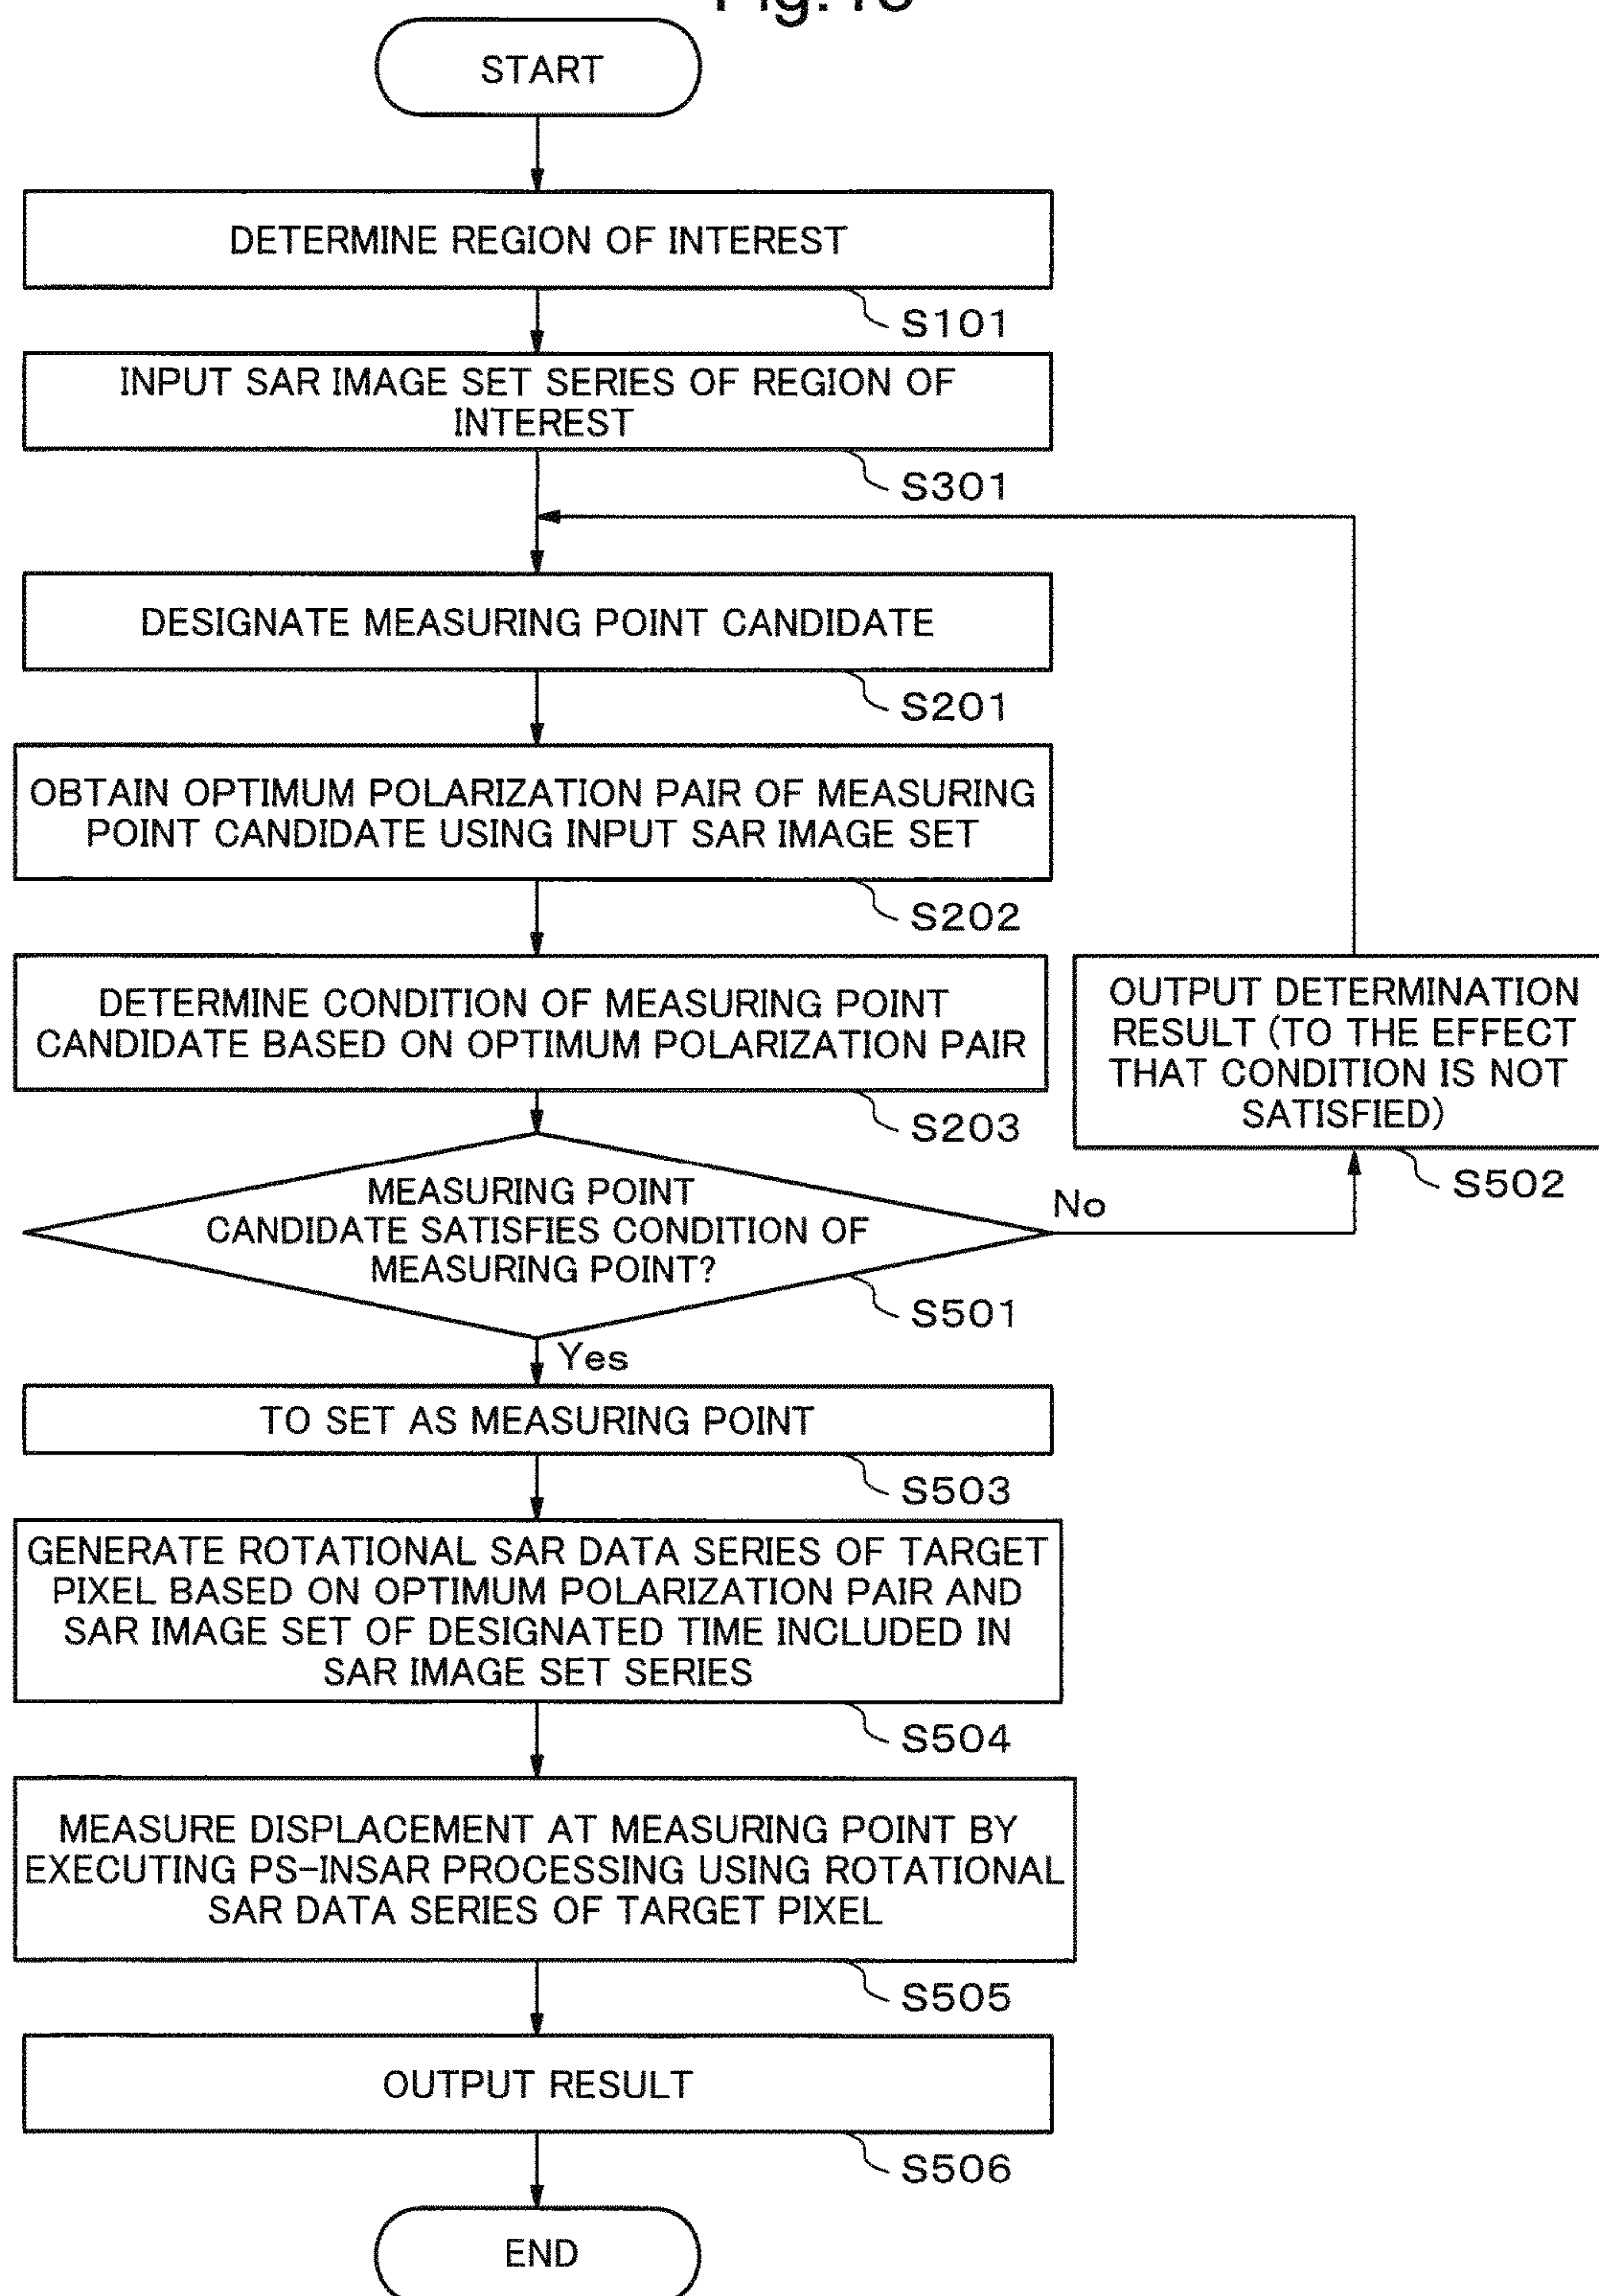 START
DETERMINE REGION OF INTEREST
S101
INPUT SAR IMAGE SET SERIES OF REGION OF
INTEREST
S301
DESIGNATE MEASURING POINT CANDIDATE
S201
OBTAIN OPTIMUM POLARIZATION PAIR OF MEASURING
POINT CANDIDATE USING INPUT SAR IMAGE SET
S202
DETERMINE CONDITION OF MEASURING POINT
CANDIDATE BASED ON OPTIMUM POLARIZATION PAIR
S203
OUTPUT DETERMINATION
RESULT (TO THE EFFECT
THAT CONDITION IS NOT
SATISFIED)
S502
MEASURING POINT
CANDIDATE SATISFIES CONDITION OF
MEASURING POINT?
No
S501
Yes
TO SET AS MEASURING POINT
S503
GENERATE ROTATIONAL SAR DATA SERIES OF TARGET
PIXEL BASED ON OPTIMUM POLARIZATION PAIR AND
SAR IMAGE SET OF DESIGNATED TIME INCLUDED IN
SAR IMAGE SET SERIES
S504
MEASURE DISPLACEMENT AT MEASURING POINT BY
EXECUTING PS-INSAR PROCESSING USING ROTATIONAL
SAR DATA SERIES OF TARGET PIXEL
S505
OUTPUT RESULT
S506
END